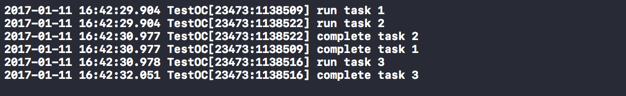 2017-01-11 16:42:29.904 TestOC[23473:1138509] run task 1
2017-01-11 16:42:29.904 TestOC[23473:1138522] run task 2
2017-01-11 16:42:30.977 TestOC[23473:1138522] complete task 2
2017-01-11 16:42:30.977 TestOC[23473:1138509] complete task 1
2017-01-11 16:42:30.978 TestOC[23473:1138516] run task 3
2017-01-11 16:42:32.051 TestOC[23473:1138516] complete task 3